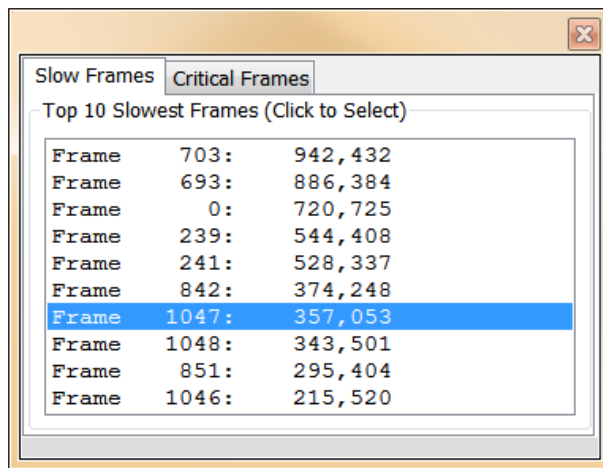 Slow Frames Critical Frames
Top 10 Slowest Frames (Click to Select)
Frame 703: 942,432
Frame 693: 886,384
Frame 0: 720,725
Frame 239: 544,408
Frame 241: 528,337
Frame 842: 374,248
Frame 1047: 357,053
Frame 1048: 343,501
Frame 851: 295,404
Frame 1046: 215,520